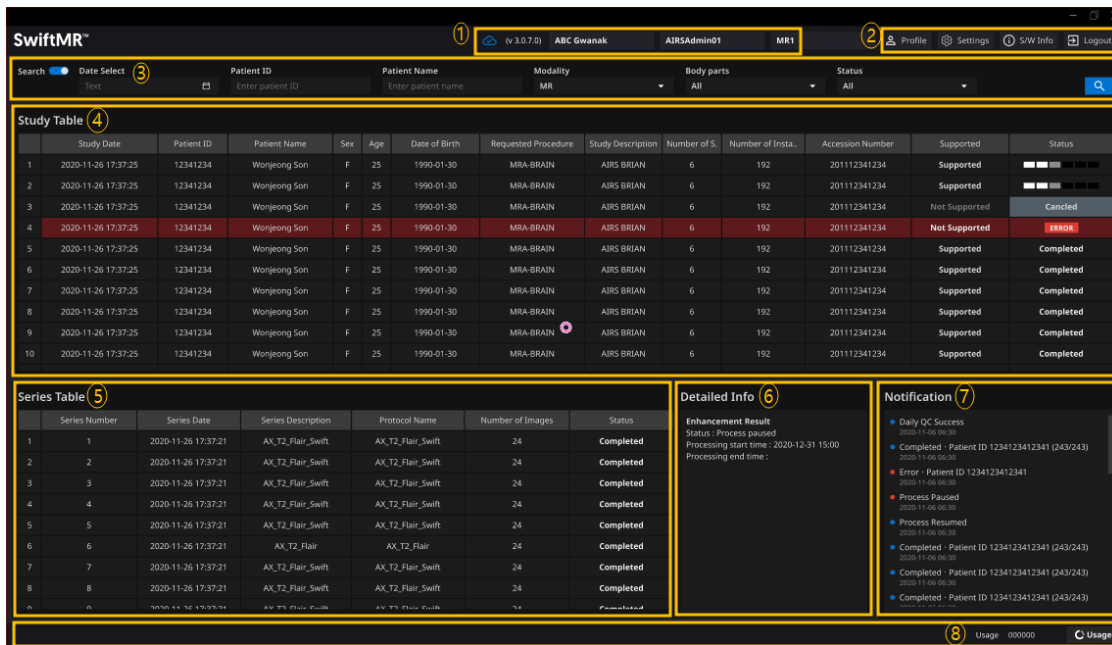 SwiftMR™
① (v 3.0.7.0) ABC Gwanak AIRSAdmin01 MR1
② Profile Settings S/W Info Logout
Search Date Select ③ Patient ID Patient Name Modality Body parts Status
Text Enter patient ID Enter patient name MR All All
Study Table ④
Study Date Patient ID Patient Name Sex Age Date of Birth Requested Procedure Study Description Number of S. Number of Insta.. Accession Number Supported Status
1 2020-11-26 17:37:25 12341234 Wonjeong Son F 25 1990-01-30 MRA-BRAIN AIRS BRIAN 6 192 201112341234 Supported
2 2020-11-26 17:37:25 12341234 Wonjeong Son F 25 1990-01-30 MRA-BRAIN AIRS BRIAN 6 192 201112341234 Supported
3 2020-11-26 17:37:25 12341234 Wonjeong Son F 25 1990-01-30 MRA-BRAIN AIRS BRIAN 6 192 201112341234 Not Supported Cancled
4 2020-11-26 17:37:25 12341234 Wonjeong Son F 25 1990-01-30 MRA-BRAIN AIRS BRIAN 6 192 201112341234 Not Supported ERROR
5 2020-11-26 17:37:25 12341234 Wonjeong Son F 25 1990-01-30 MRA-BRAIN AIRS BRIAN 6 192 201112341234 Supported Completed
6 2020-11-26 17:37:25 12341234 Wonjeong Son F 25 1990-01-30 MRA-BRAIN AIRS BRIAN 6 192 201112341234 Supported Completed
7 2020-11-26 17:37:25 12341234 Wonjeong Son F 25 1990-01-30 MRA-BRAIN AIRS BRIAN 6 192 201112341234 Supported Completed
8 2020-11-26 17:37:25 12341234 Wonjeong Son F 25 1990-01-30 MRA-BRAIN AIRS BRIAN 6 192 201112341234 Supported Completed
9 2020-11-26 17:37:25 12341234 Wonjeong Son F 25 1990-01-30 MRA-BRAIN AIRS BRIAN 6 192 201112341234 Supported Completed
10 2020-11-26 17:37:25 12341234 Wonjeong Son F 25 1990-01-30 MRA-BRAIN AIRS BRIAN 6 192 201112341234 Supported Completed
Series Table ⑤
Series Number Series Date Series Description Protocol Name Number of Images Status
1 1 2020-11-26 17:37:21 AX_T2_Flair_Swift AX_T2_Flair_Swift 24 Completed
2 2 2020-11-26 17:37:21 AX_T2_Flair_Swift AX_T2_Flair_Swift 24 Completed
3 3 2020-11-26 17:37:21 AX_T2_Flair_Swift AX_T2_Flair_Swift 24 Completed
4 4 2020-11-26 17:37:21 AX_T2_Flair_Swift AX_T2_Flair_Swift 24 Completed
5 5 2020-11-26 17:37:21 AX_T2_Flair_Swift AX_T2_Flair_Swift 24 Completed
6 6 2020-11-26 17:37:21 AX_T2_Flair AX_T2_Flair 24 Completed
7 7 2020-11-26 17:37:21 AX_T2_Flair_Swift AX_T2_Flair_Swift 24 Completed
8 8 2020-11-26 17:37:21 AX_T2_Flair_Swift AX_T2_Flair_Swift 24 Completed
9 9 2020-11-26 17:37:21 AX_T2_Flair_Swift AX_T2_Flair_Swift 24 Completed
Detailed Info ⑥
Enhancement Result
Status : Process paused
Processing start time : 2020-12-31 15:00
Processing end time :
Notification ⑦
Daily QC Success
2020-11-06 06:30
Completed · Patient ID 1234123412341 (243/243)
2020-11-06 06:30
Error · Patient ID 1234123412341
2020-11-06 06:30
Process Paused
2020-11-06 06:30
Process Resumed
2020-11-06 06:30
Completed · Patient ID 1234123412341 (243/243)
2020-11-06 06:30
Completed · Patient ID 1234123412341 (243/243)
2020-11-06 06:30
Completed · Patient ID 1234123412341 (243/243)
⑧ Usage 000000 Usage